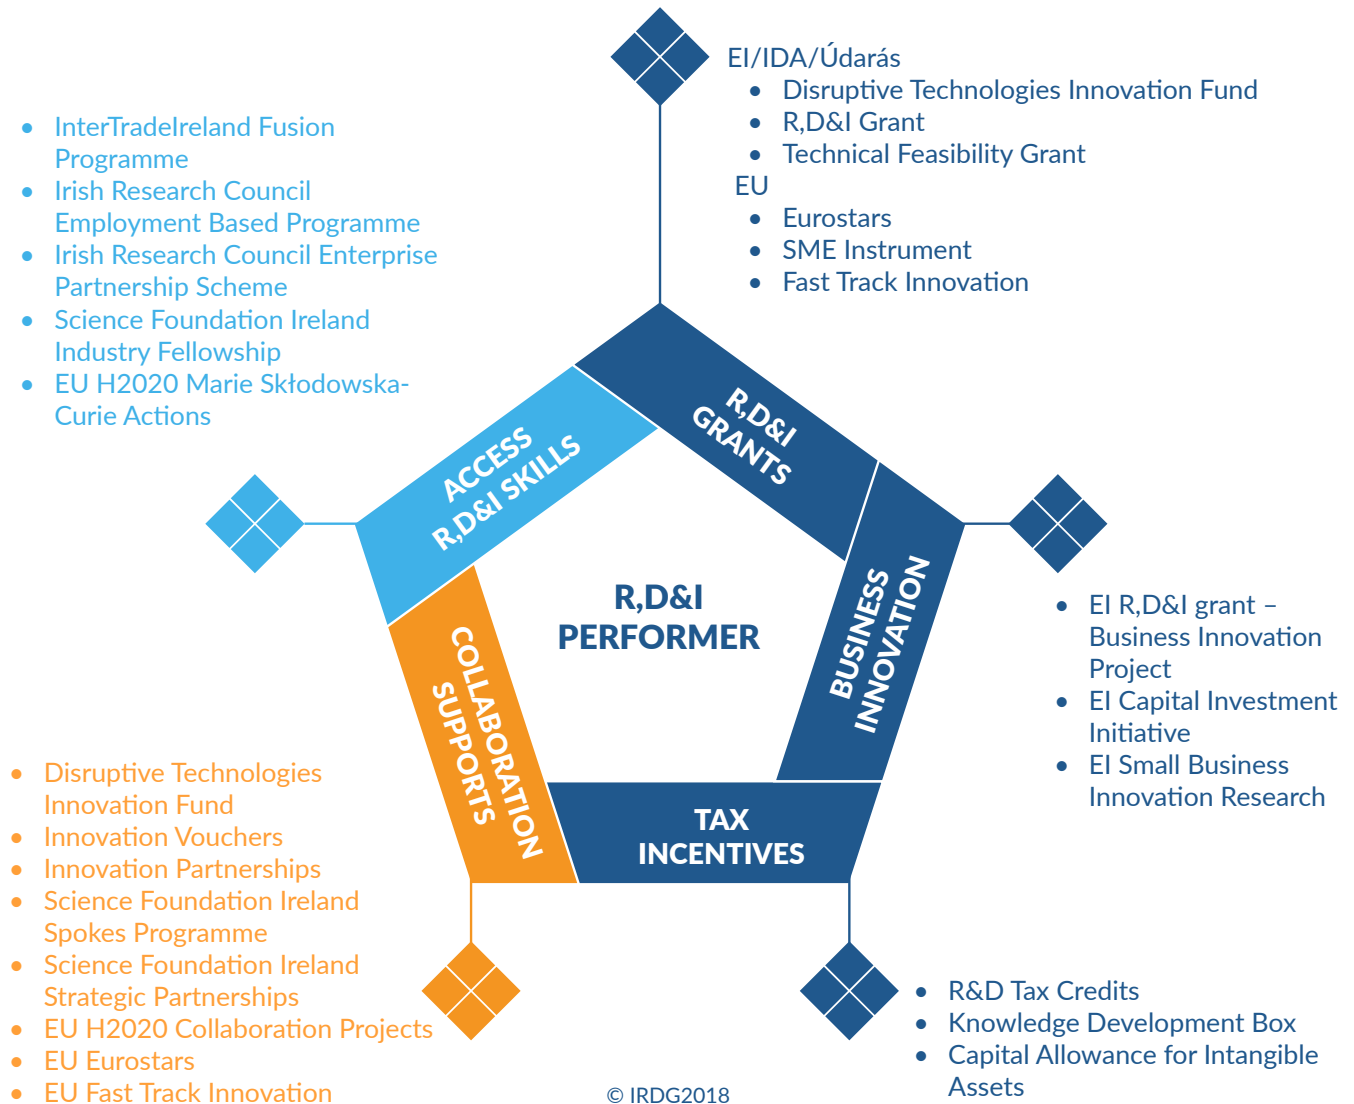 EI/IDA/Údarás
• Disruptive Technologies Innovation Fund
• R,D&I Grant
• Technical Feasibility Grant
EU
• Eurostars
• SME Instrument
• Fast Track Innovation
• InterTradeIreland Fusion
Programme
• Irish Research Council
Employment Based Programme
• Irish Research Council Enterprise
Partnership Scheme
• Science Foundation Ireland
Industry Fellowship
• EU H2020 Marie Skłodowska-
Curie Actions
R,D&I
GRANTS
ACCESS
R,D&I SKILLS
BUSINESS
INNOVATION
R,D&I
PERFORMER
COLLABORATION
SUPPORTS
TAX
INCENTIVES
• EI R,D&I grant –
Business Innovation
Project
• EI Capital Investment
Initiative
• EI Small Business
Innovation Research
• Disruptive Technologies
Innovation Fund
• Innovation Vouchers
• Innovation Partnerships
• Science Foundation Ireland
Spokes Programme
• Science Foundation Ireland
Strategic Partnerships
• EU H2020 Collaboration Projects
• EU Eurostars
• EU Fast Track Innovation
• R&D Tax Credits
• Knowledge Development Box
• Capital Allowance for Intangible
Assets
© IRDG2018